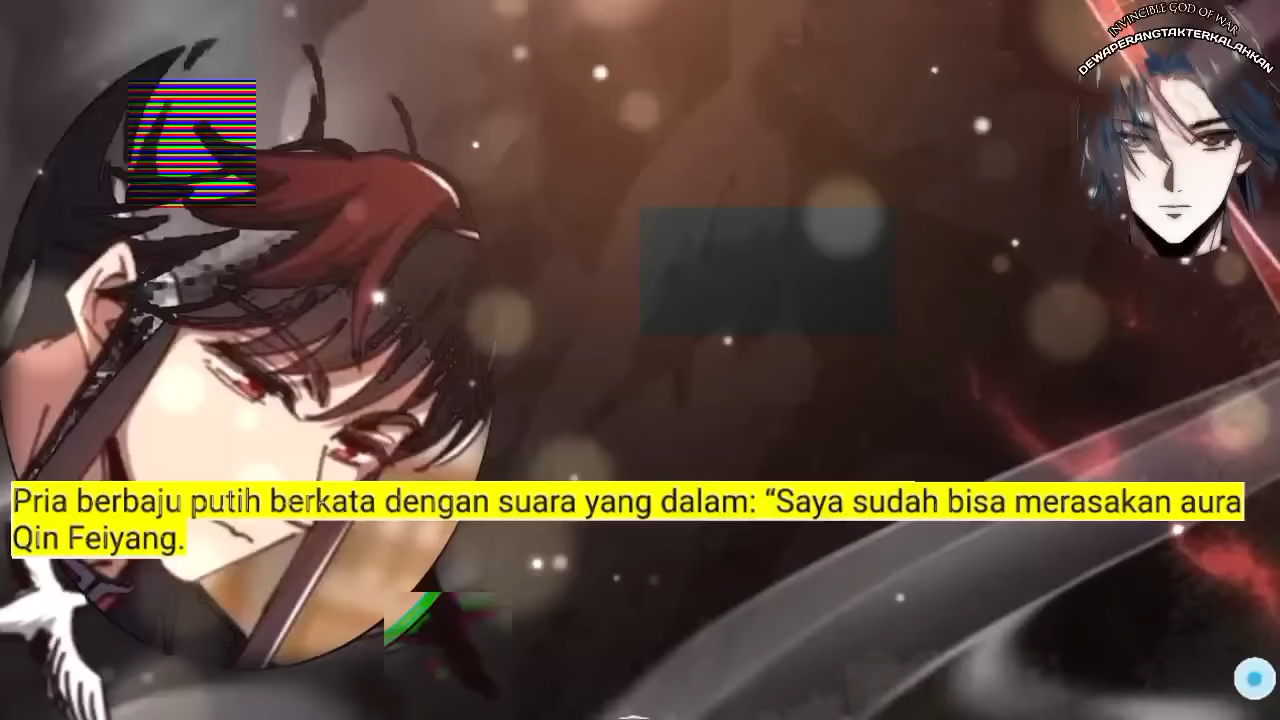 INVINCIBLE GOD OF WAR
DEWAPERANGTAKTERKALAHKAN
Pria berbaju putih berkata dengan suara yang dalam: “Saya sudah bisa merasakan aura
Qin Feiyang.